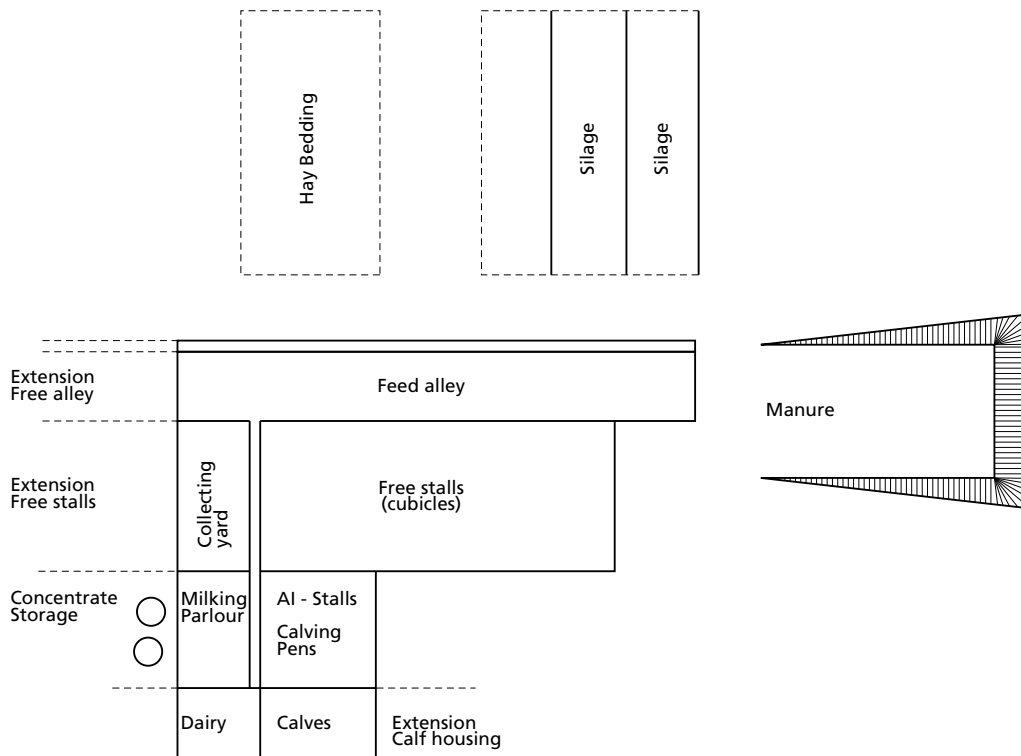 Hay Bedding
Silage
Silage
Extension
Free alley
Feed alley
Manure
Extension
Free stalls
Collecting
yard
Free stalls
(cubicles)
Concentrate
Storage
Milking
Parlour
AI - Stalls
Calving
Pens
Dairy
Calves
Extension
Calf housing